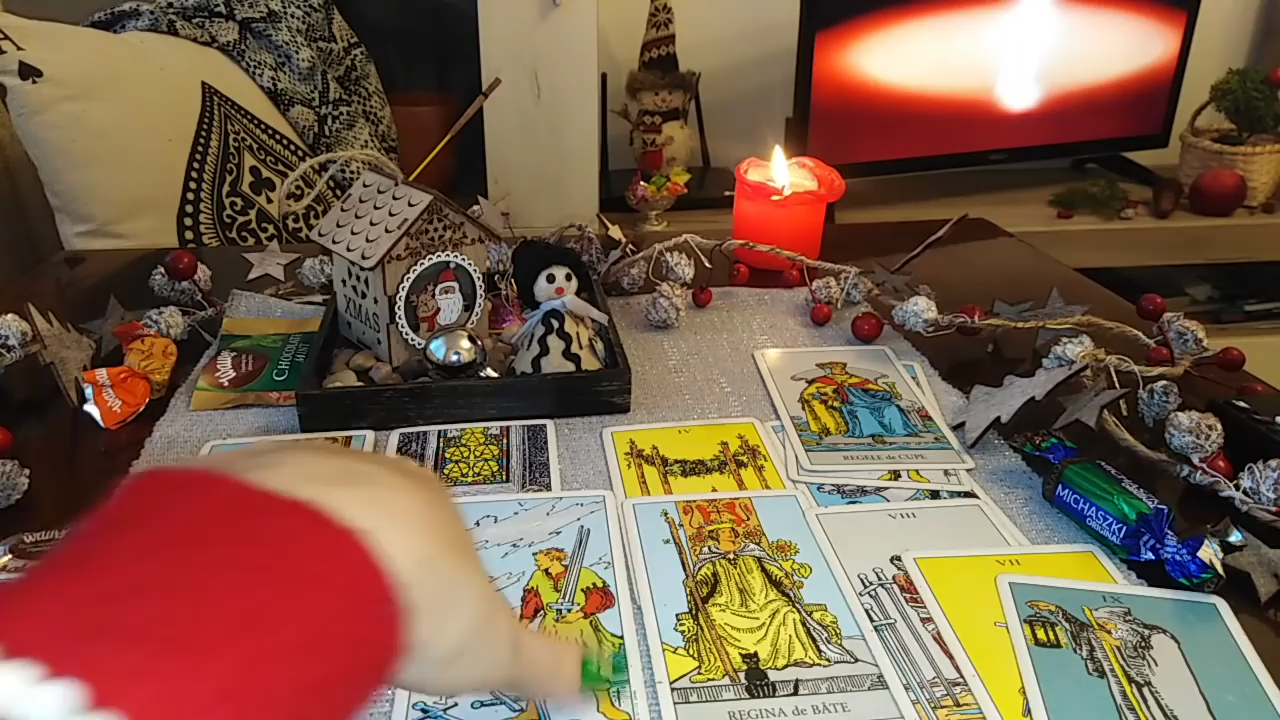 A
XMAS
CHOCOLATE
MINT
IV
REGELE de CUPE
V
VIII
VII
IX
REGINA de BÂTE
MICHASZKI
ORIGINAL